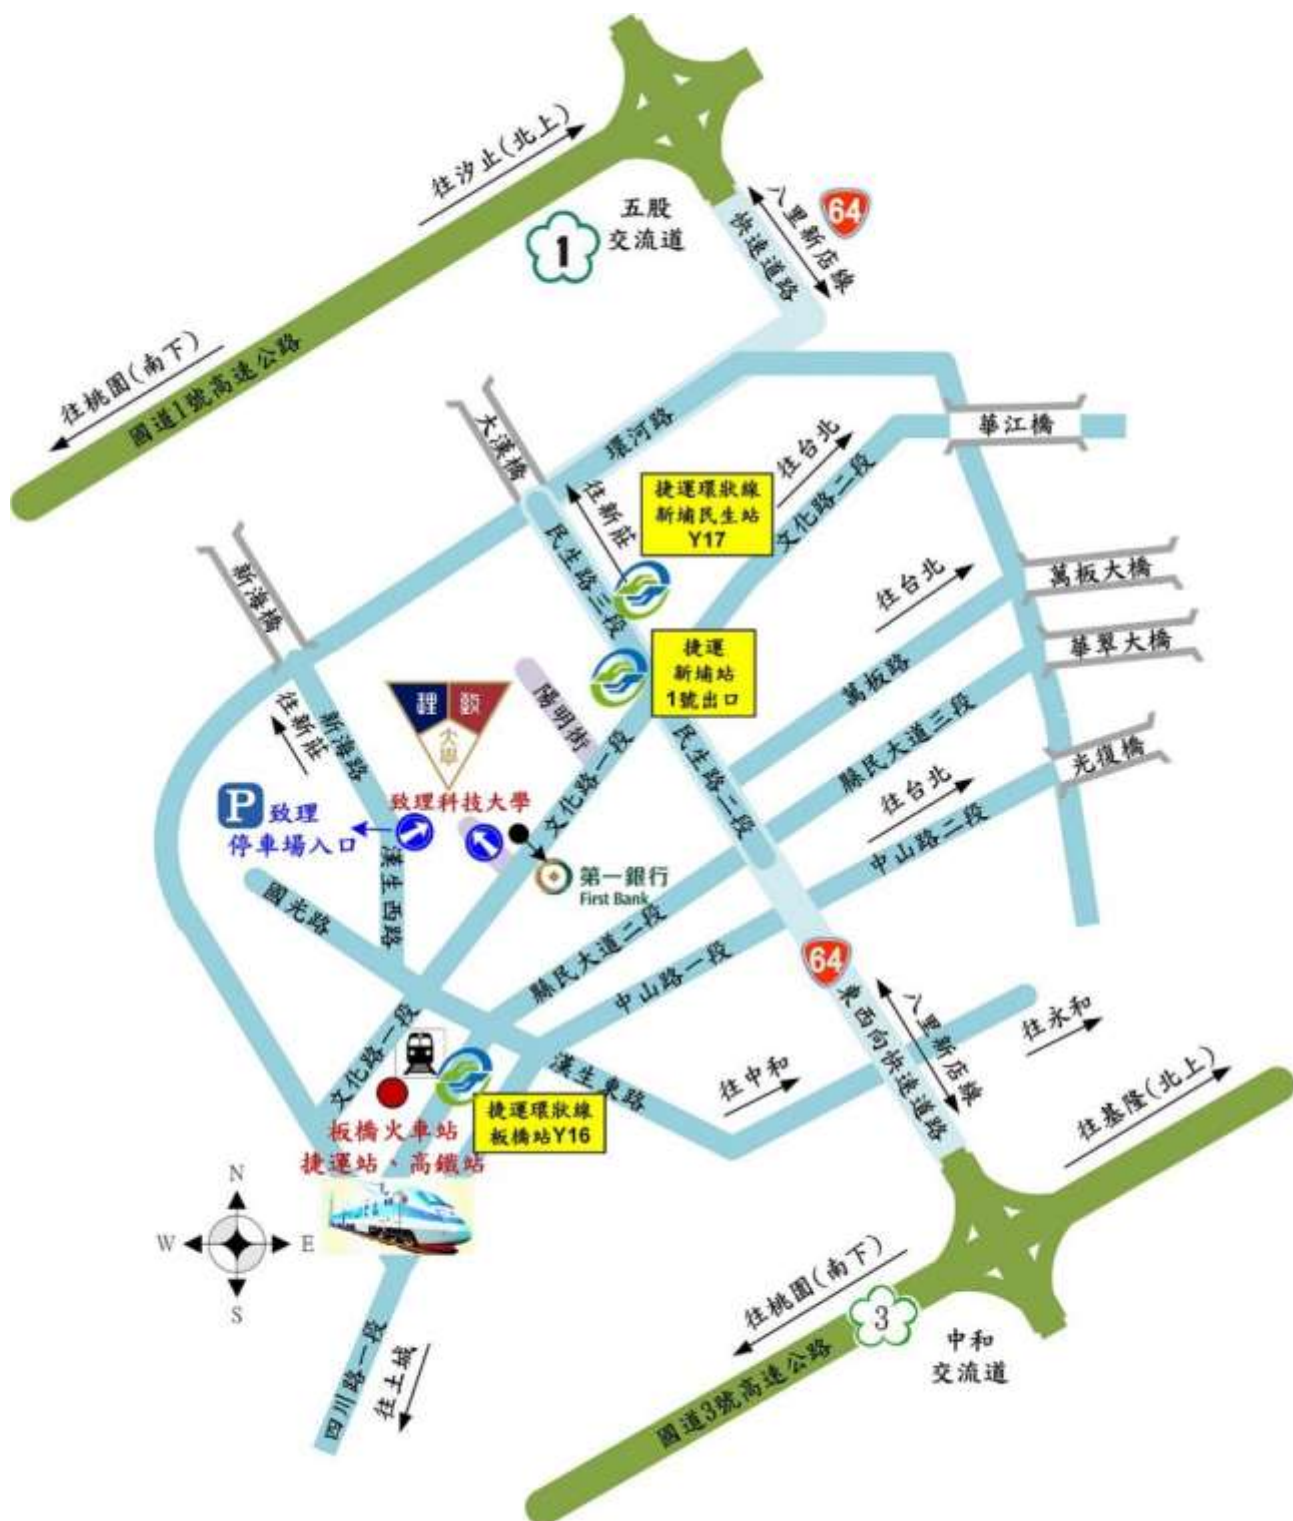 往汐止(北上)
五股
交流道
1
64
八里新店線
快速道路
往桃園(南下)
國道1號高速公路
大漢橋
環河路
往台北
華江橋
往新莊
捷運環狀線
新埔民生站
Y17
文化路二段
新海橋
民生路三段
往台北
萬板大橋
捷運
新埔站
1號出口
華翠大橋
萬板路
往新莊
新海路
理 致
大學
陽明街
民生路二段
縣民大道三段
光復橋
P 致理
停車場入口
致理科技大學
文化路一段
往台北
中山路二段
第一銀行
First Bank
國光路
漢生西路
縣民大道二段
中山路一段
64
東西向快速道路
八里新店線
往永和
文化路一段
漢生東路
往中和
捷運環狀線
板橋站Y16
板橋火車站
捷運站、高鐵站
往基隆(北上)
N
W E
S
往桃園(南下)
3
中和
交流道
四川路一段
往土城
國道3號高速公路